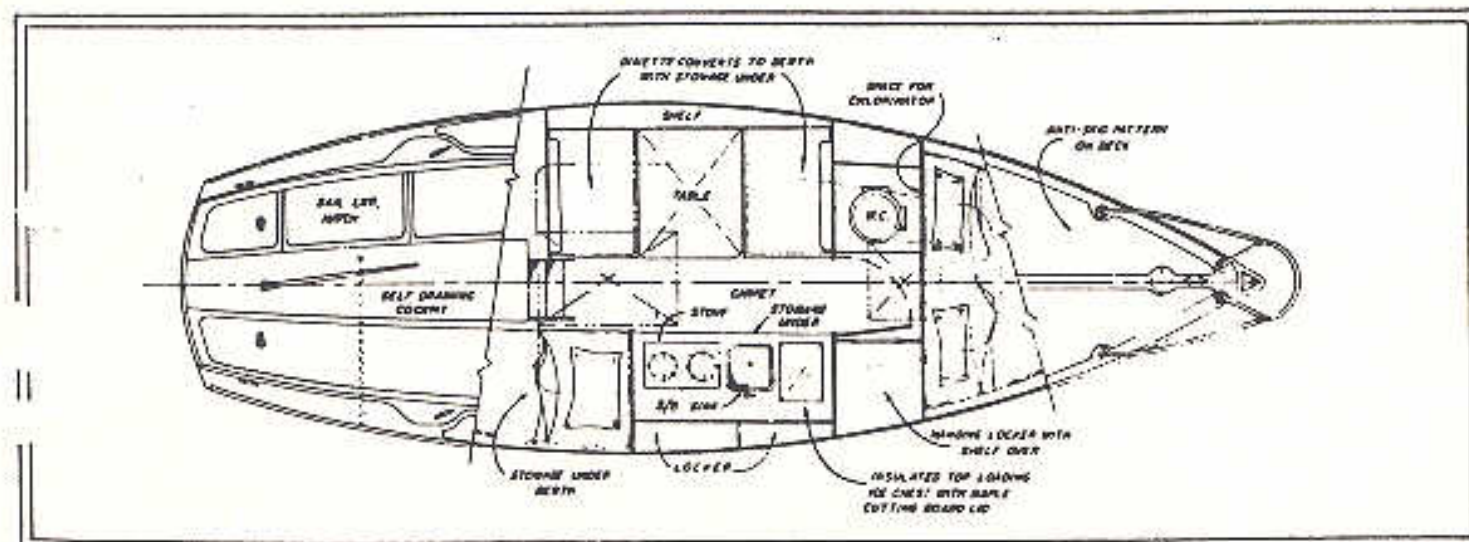 DINETTE CONVERTS TO BERTH
WITH STOWAGE UNDER
SPACE FOR
CHLORINATOR
SHELF
PATTERN
ON DECK
TABLE
W.C.
HATCH
SELF DRAINING
COCKPIT
CARPET
STOVE
STOWAGE
UNDER
S/S SINK
HANGING LOCKER WITH
SHELF OVER
LOCKER
STOWAGE UNDER
BERTH
INSULATED TOP LOADING
ICE CHEST WITH MAPLE
CUTTING BOARD LID